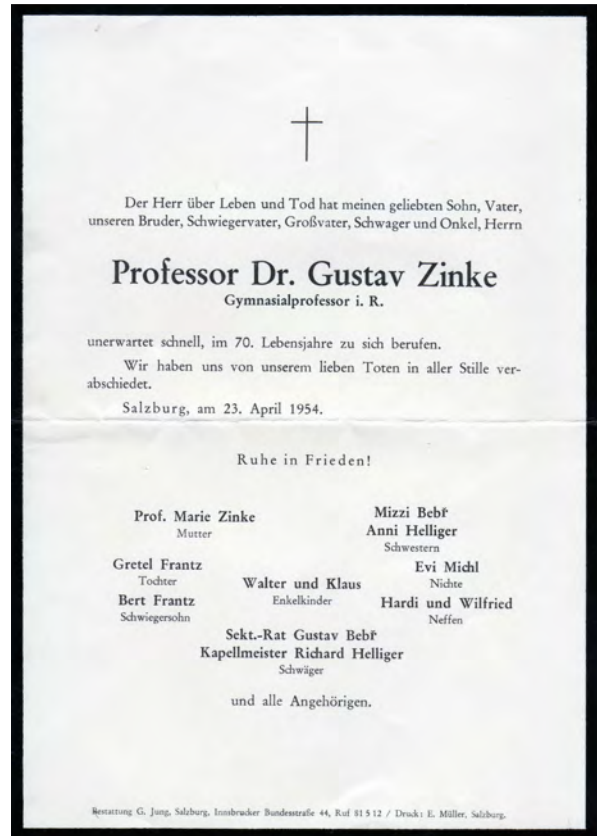 Der Herr über Leben und Tod hat meinen geliebten Sohn, Vater,
unseren Bruder, Schwiegervater, Großvater, Schwager und Onkel, Herrn
Professor Dr. Gustav Zinke
Gymnasialprofessor i. R.
unerwartet schnell, im 70. Lebensjahre zu sich berufen.
Wir haben uns von unserem lieben Toten in aller Stille ver-
abschiedet.
Salzburg, am 23. April 1954.
Ruhe in Frieden!
Prof. Marie Zinke
Mutter
Mizzi Bebř
Anni Helliger
Schwestern
Gretel Frantz
Tochter
Bert Frantz
Schwiegersohn
Walter und Klaus
Enkelkinder
Evi Michl
Nichte
Hardi und Wilfried
Neffen
Sekt.-Rat Gustav Bebř
Kapellmeister Richard Helliger
Schwäger
und alle Angehörigen.
Bestattung G. Jung, Salzburg, Innsbrucker Bundesstraße 44, Ruf 81 5 12 / Druck: E. Müller, Salzburg.